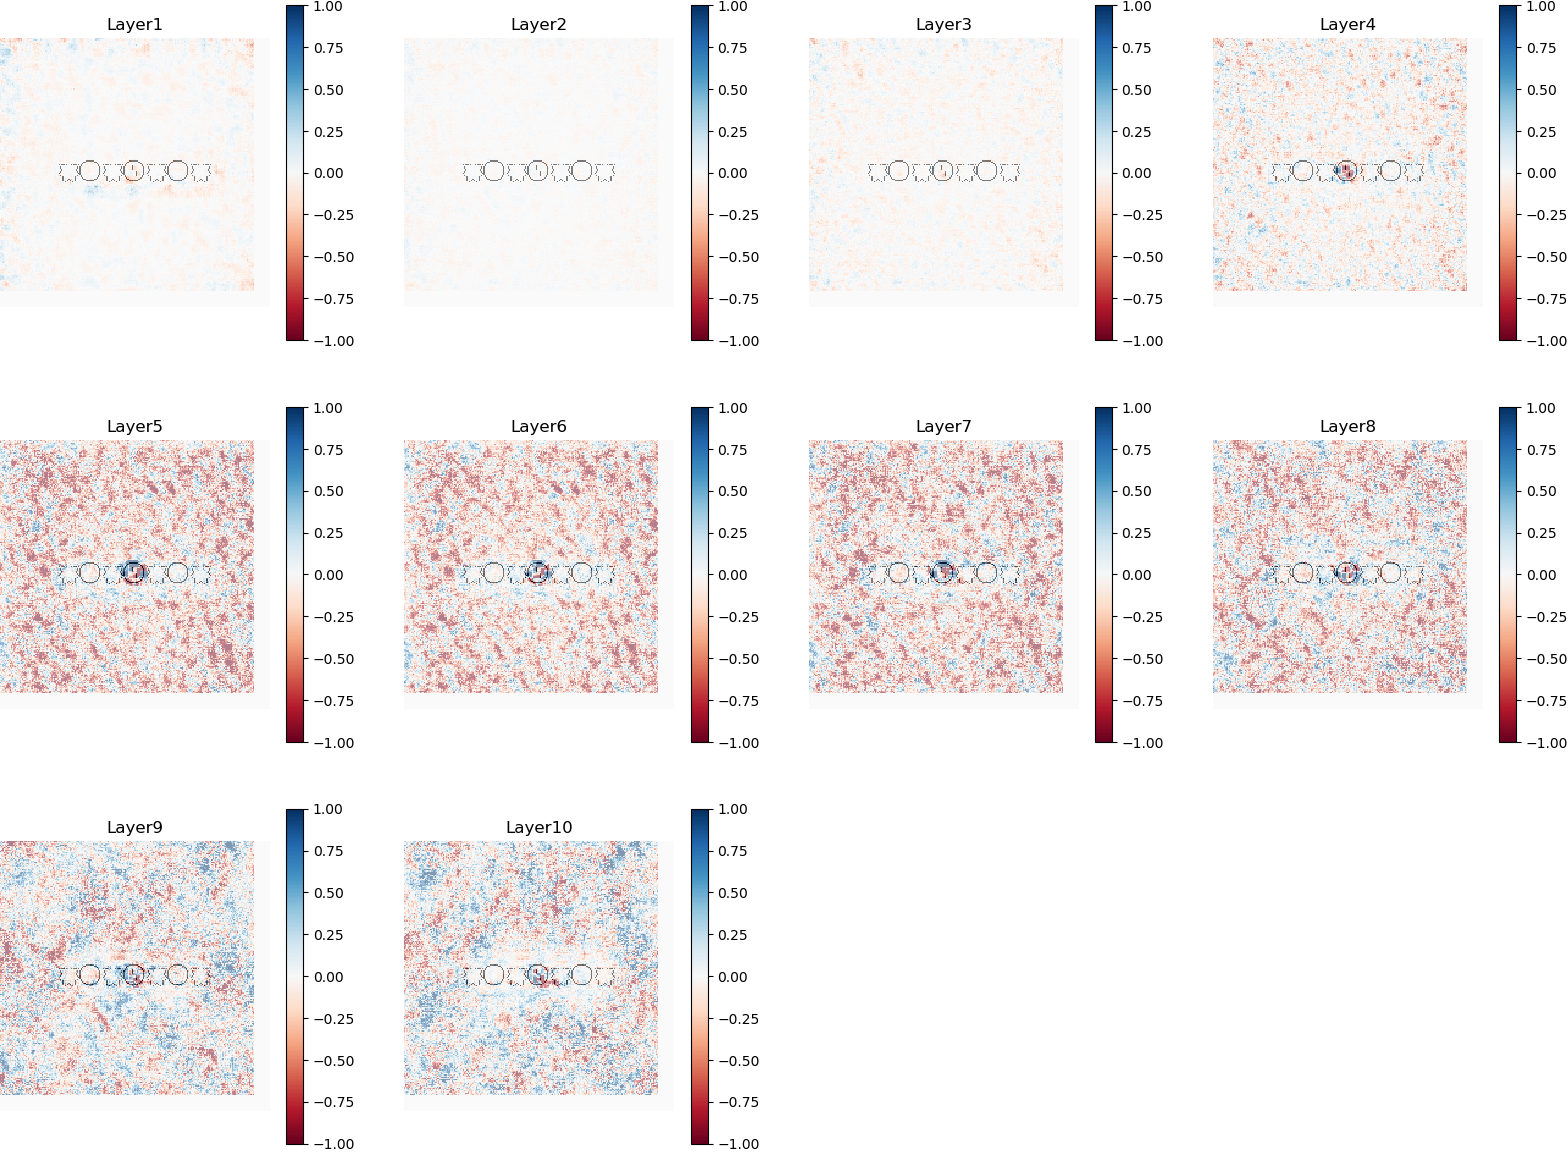 Layer1 Layer2 Layer3 Layer4
1.00 1.00 1.00 1.00
0.75 0.75 0.75 0.75
0.50 0.50 0.50 0.50
0.25 0.25 0.25 0.25
0.00 0.00 0.00 0.00
−0.25 −0.25 −0.25 −0.25
−0.50 −0.50 −0.50 −0.50
−0.75 −0.75 −0.75 −0.75
−1.00 −1.00 −1.00 −1.00
Layer5 Layer6 Layer7 Layer8
1.00 1.00 1.00 1.00
0.75 0.75 0.75 0.75
0.50 0.50 0.50 0.50
0.25 0.25 0.25 0.25
0.00 0.00 0.00 0.00
−0.25 −0.25 −0.25 −0.25
−0.50 −0.50 −0.50 −0.50
−0.75 −0.75 −0.75 −0.75
−1.00 −1.00 −1.00 −1.00
Layer9 Layer10
1.00 1.00
0.75 0.75
0.50 0.50
0.25 0.25
0.00 0.00
−0.25 −0.25
−0.50 −0.50
−0.75 −0.75
−1.00 −1.00